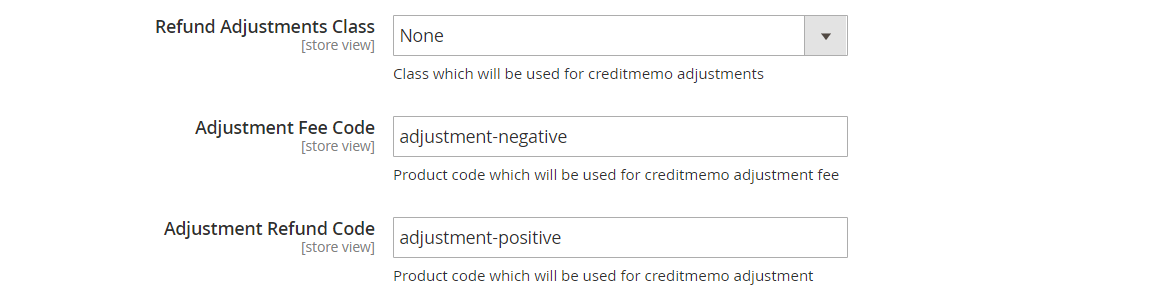 Refund Adjustments Class
[store view]
None
Class which will be used for creditmemo adjustments
Adjustment Fee Code
[store view]
adjustment-negative
Product code which will be used for creditmemo adjustment fee
Adjustment Refund Code
[store view]
adjustment-positive
Product code which will be used for creditmemo adjustment